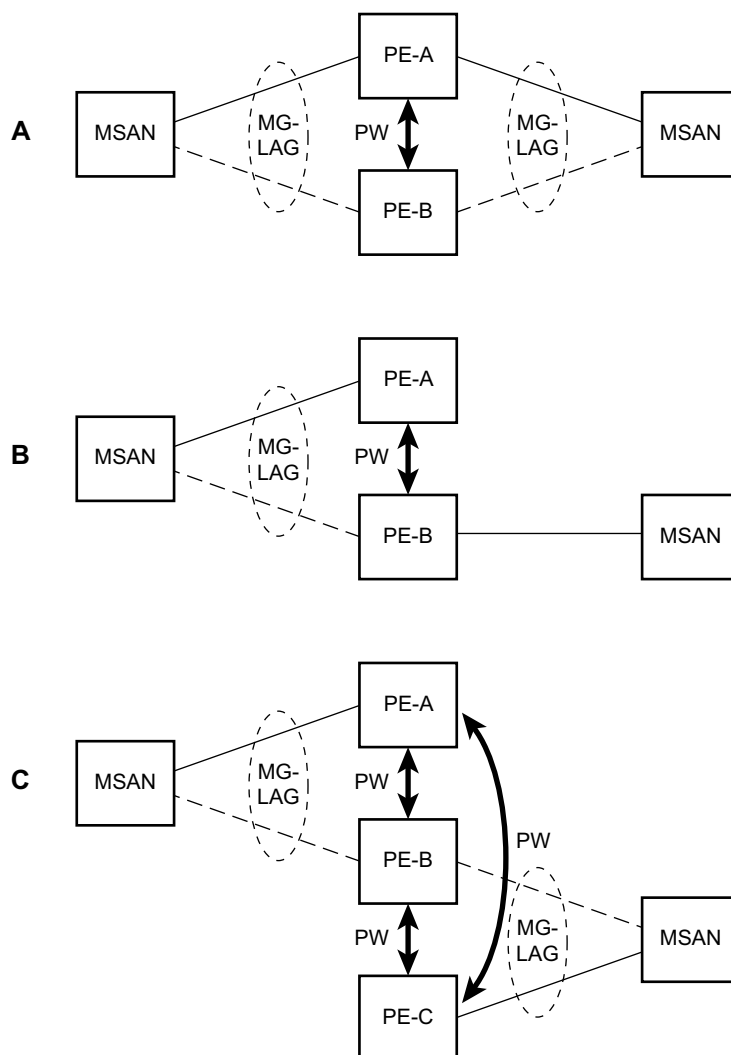 A
MSAN
MG-
LAG
PE-A
PW
PE-B
MG-
LAG
MSAN
B
MSAN
MG-
LAG
PE-A
PW
PE-B
MSAN
C
MSAN
MG-
LAG
PE-A
PW
PE-B
PW
PW
PE-C
MG-
LAG
MSAN